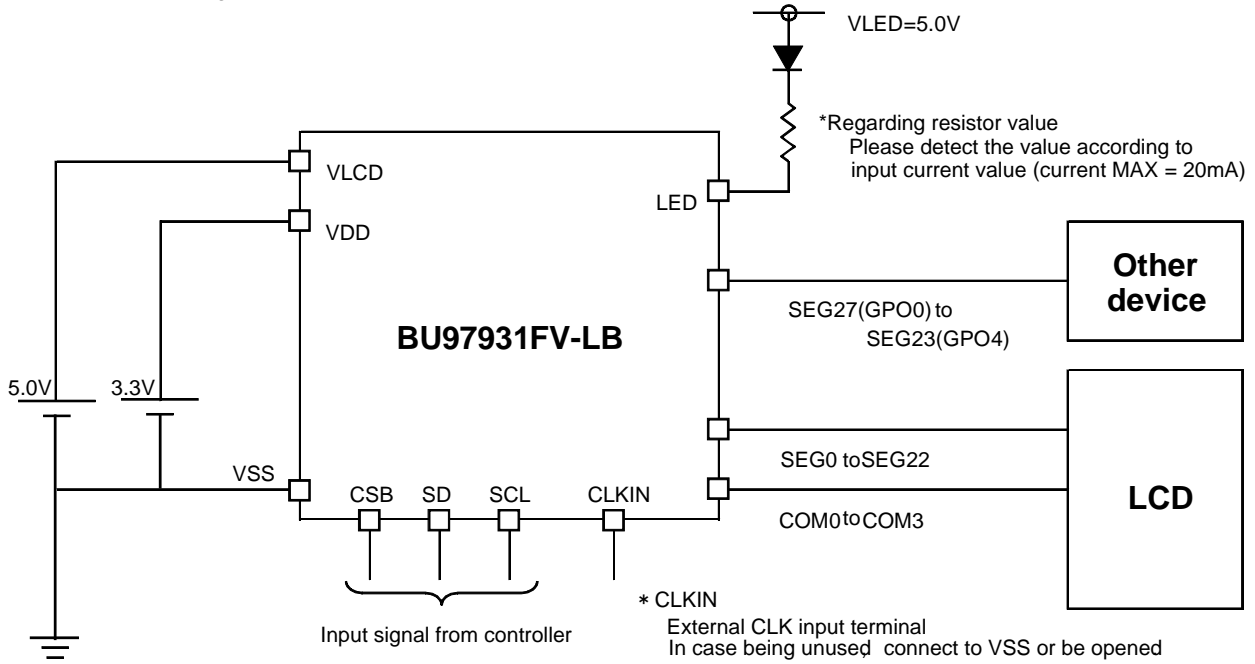 VLED=5.0V
*Regarding resistor value
Please detect the value according to
input current value (current MAX = 20mA)
VLCD
LED
VDD
Other
device
SEG27(GPO0) to
SEG23(GPO4)
BU97931FV-LB
5.0V
3.3V
VSS
CSB
SD
SCL
CLKIN
SEG0 toSEG22
LCD
COM0toCOM3
Input signal from controller
* CLKIN
External CLK input terminal
In case being unused, connect to VSS or be opened